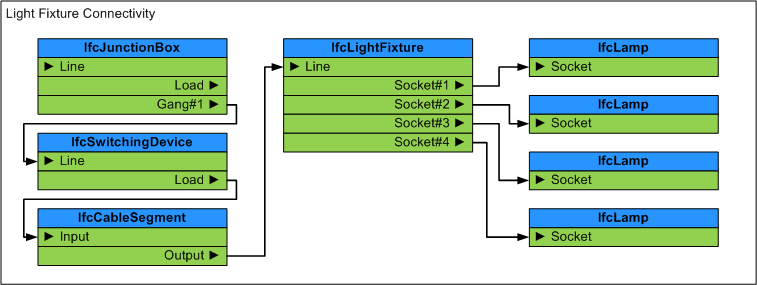 Light Fixture Connectivity
IfcJunctionBox
► Line
Load ►
Gang#1 ►
IfcSwitchingDevice
► Line
Load ►
IfcCableSegment
► Input
Output ►
IfcLightFixture
► Line
Socket#1 ►
Socket#2 ►
Socket#3 ►
Socket#4 ►
IfcLamp
► Socket
IfcLamp
► Socket
IfcLamp
► Socket
IfcLamp
► Socket